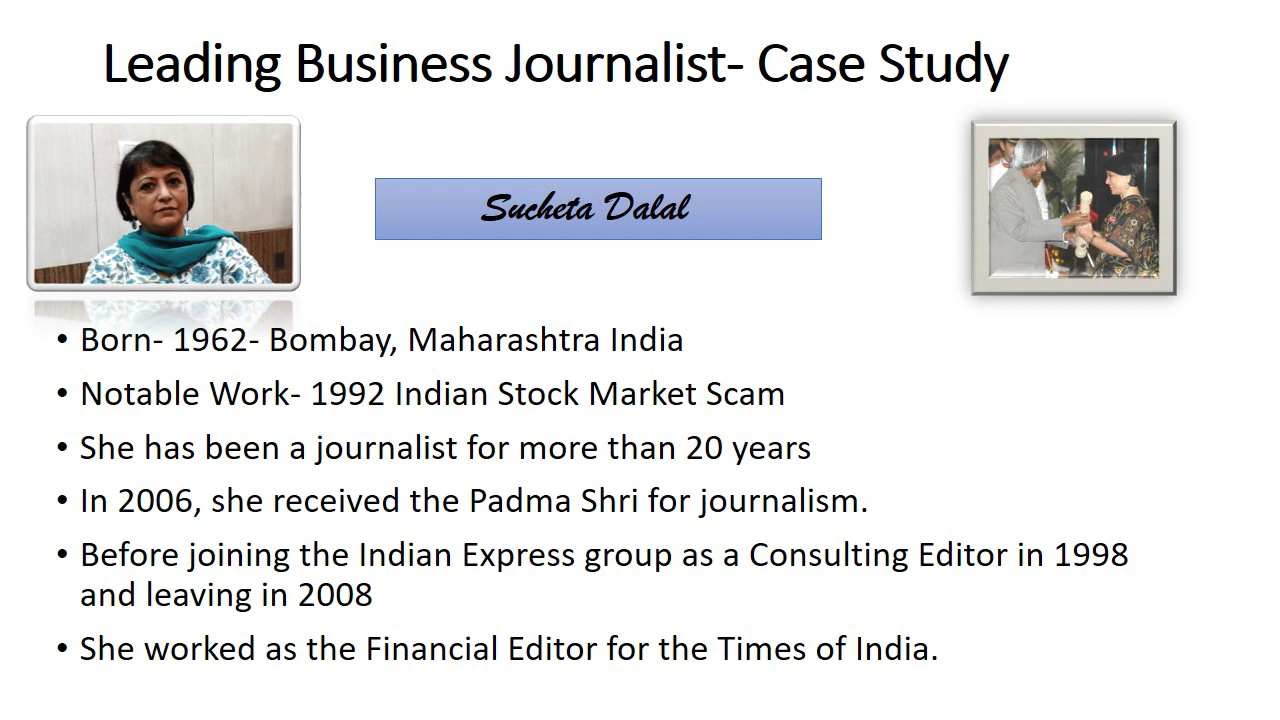 Leading Business Journalist- Case Study
Sucheta Dalal
• Born- 1962- Bombay, Maharashtra India
• Notable Work- 1992 Indian Stock Market Scam
• She has been a journalist for more than 20 years
• In 2006, she received the Padma Shri for journalism.
• Before joining the Indian Express group as a Consulting Editor in 1998
and leaving in 2008
• She worked as the Financial Editor for the Times of India.